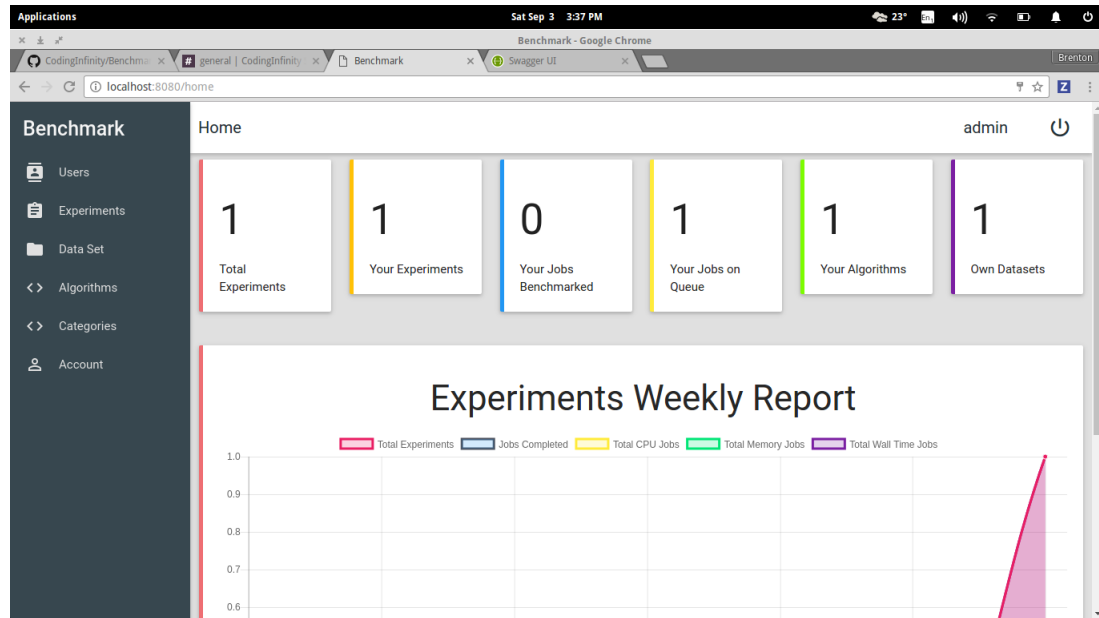 Applications
Sat Sep 3 3:37 PM
23°
En1
Benchmark - Google Chrome
CodingInfinity/Benchma
general | CodingInfinity
Benchmark
Swagger UI
Brenton
localhost:8080/home
Z
Benchmark
Home
admin
Users
Experiments
Data Set
Algorithms
Categories
Account
1
Total
Experiments
1
Your Experiments
0
Your Jobs
Benchmarked
1
Your Jobs on
Queue
1
Your Algorithms
1
Own Datasets
Experiments Weekly Report
Total Experiments
Jobs Completed
Total CPU Jobs
Total Memory Jobs
Total Wall Time Jobs
1.0
0.9
0.8
0.7
0.6